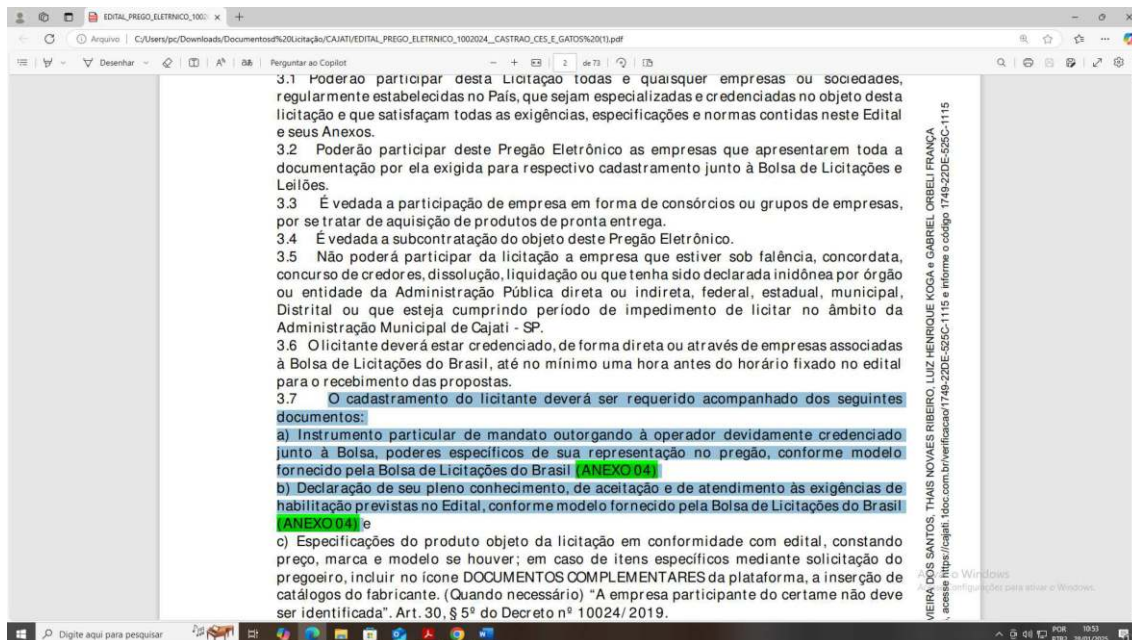 EDITAL_PREGO_ELETRNICO_1002
Arquivo | C:/Users/pc/Downloads/Documentosd%20Licitação/CAJATI/EDITAL_PREGO_ELETRNICO_1002024__CASTRAO_CES_E_GATOS%20(1).pdf
Desenhar Perguntar ao Copilot 2 de 73
3.1 Poderão participar desta Licitação todas e quaisquer empresas ou sociedades,
regularmente estabelecidas no País, que sejam especializadas e credenciadas no objeto desta
licitação e que satisfaçam todas as exigências, especificações e normas contidas neste Edital
e seus Anexos.
3.2 Poderão participar deste Pregão Eletrônico as empresas que apresentarem toda a
documentação por ela exigida para respectivo cadastramento junto à Bolsa de Licitações e
Leilões.
3.3 É vedada a participação de empresa em forma de consórcios ou grupos de empresas,
por se tratar de aquisição de produtos de pronta entrega.
3.4 É vedada a subcontratação do objeto deste Pregão Eletrônico.
3.5 Não poderá participar da licitação a empresa que estiver sob falência, concordata,
concurso de credores, dissolução, liquidação ou que tenha sido declarada inidônea por órgão
ou entidade da Administração Pública direta ou indireta, federal, estadual, municipal,
Distrital ou que esteja cumprindo período de impedimento de licitar no âmbito da
Administração Municipal de Cajati - SP.
3.6 O licitante deverá estar credenciado, de forma direta ou através de empresas associadas
à Bolsa de Licitações do Brasil, até no mínimo uma hora antes do horário fixado no edital
para o recebimento das propostas.
3.7 O cadastramento do licitante deverá ser requerido acompanhado dos seguintes
documentos:
a) Instrumento particular de mandato outorgando à operador devidamente credenciado
junto à Bolsa, poderes específicos de sua representação no pregão, conforme modelo
fornecido pela Bolsa de Licitações do Brasil (ANEXO 04)
b) Declaração de seu pleno conhecimento, de aceitação e de atendimento às exigências de
habilitação previstas no Edital, conforme modelo fornecido pela Bolsa de Licitações do Brasil
(ANEXO 04) e
c) Especificações do produto objeto da licitação em conformidade com edital, constando
preço, marca e modelo se houver; em caso de itens específicos mediante solicitação do
pregoeiro, incluir no ícone DOCUMENTOS COMPLEMENTARES da plataforma, a inserção de
catálogos do fabricante. (Quando necessário) “A empresa participante do certame não deve
ser identificada”. Art. 30, § 5º do Decreto nº 10024/2019.
VIEIRA DOS SANTOS, THAIS NOVAES RIBEIRO, LUIZ HENRIQUE KOGA e GABRIEL ORBELI FRANÇA
acesse https://cajati.1doc.com.br/verificacao/1749-22DE-525C-1115 e informe o código 1749-22DE-525C-1115
Digite aqui para pesquisar
POR 10:53
PTB2 28/01/2025